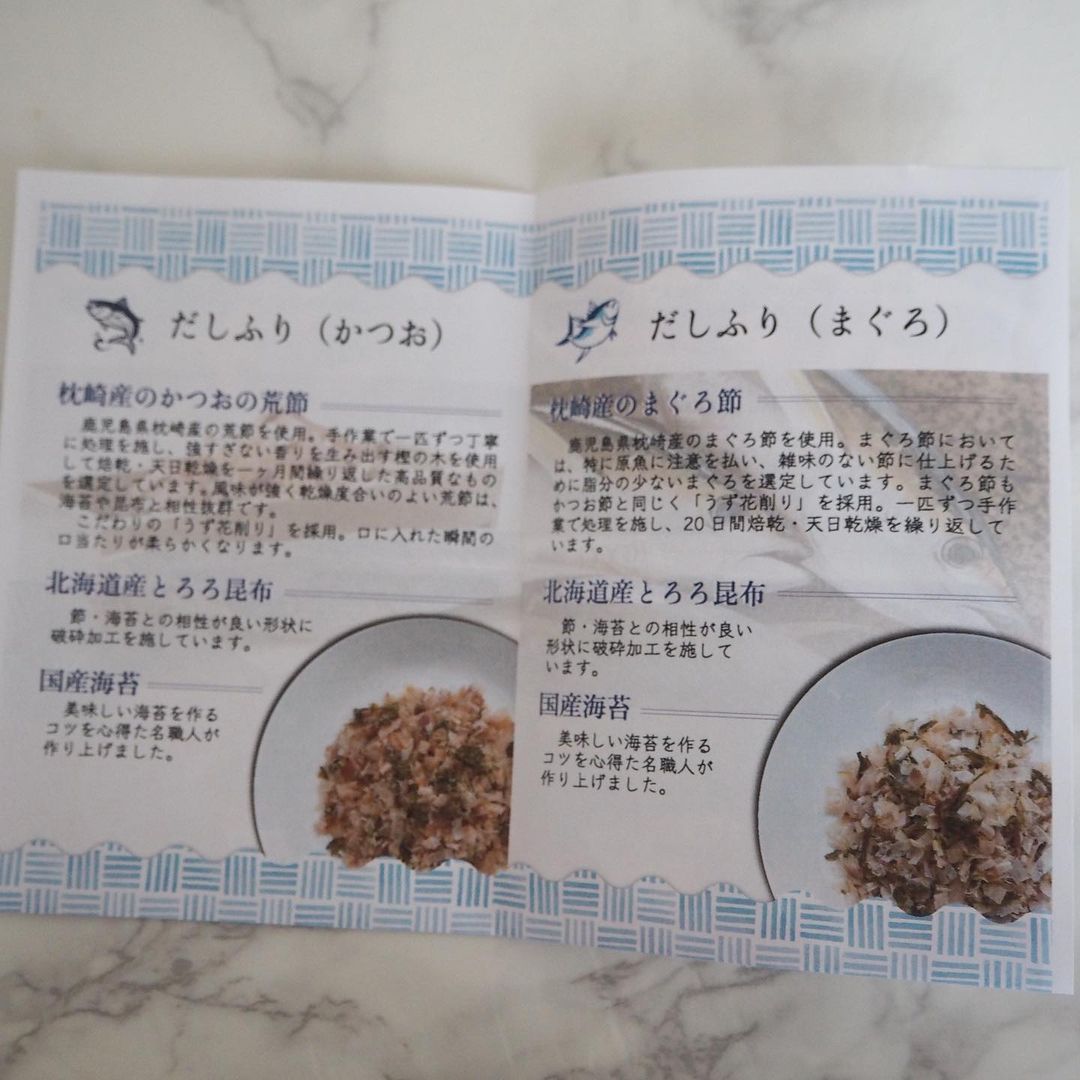 だしふり（かつお）
枕崎産のかつおの荒節
鹿児島県枕崎産の荒節を使用。手作業で一匹ずつ丁寧
に処理を施し、強すぎない香りを生み出す樫の木を使用
して焙乾・天日乾燥を一ヶ月間繰り返した高品質なもの
を選定しています。風味が強く乾燥度合いのよい荒節は、
海苔や昆布と相性抜群です。
こだわりの「うず花削り」を採用。口に入れた瞬間の
口当たりが柔らかくなります。
北海道産とろろ昆布
節・海苔との相性が良い形状に
破砕加工を施しています。
国産海苔
美味しい海苔を作る
コツを心得た名職人が
作り上げました。
だしふり（まぐろ）
枕崎産のまぐろ節
鹿児島県枕崎産のまぐろ節を使用。まぐろ節において
は、特に原魚に注意を払い、雑味のない節に仕上げるた
めに脂分の少ないまぐろを選定しています。まぐろ節も
かつお節と同じく「うず花削り」を採用。一匹ずつ手作
業で処理を施し、20日間焙乾・天日乾燥を繰り返して
います。
北海道産とろろ昆布
節・海苔との相性が良い
形状に破砕加工を施して
います。
国産海苔
美味しい海苔を作る
コツを心得た名職人が
作り上げました。